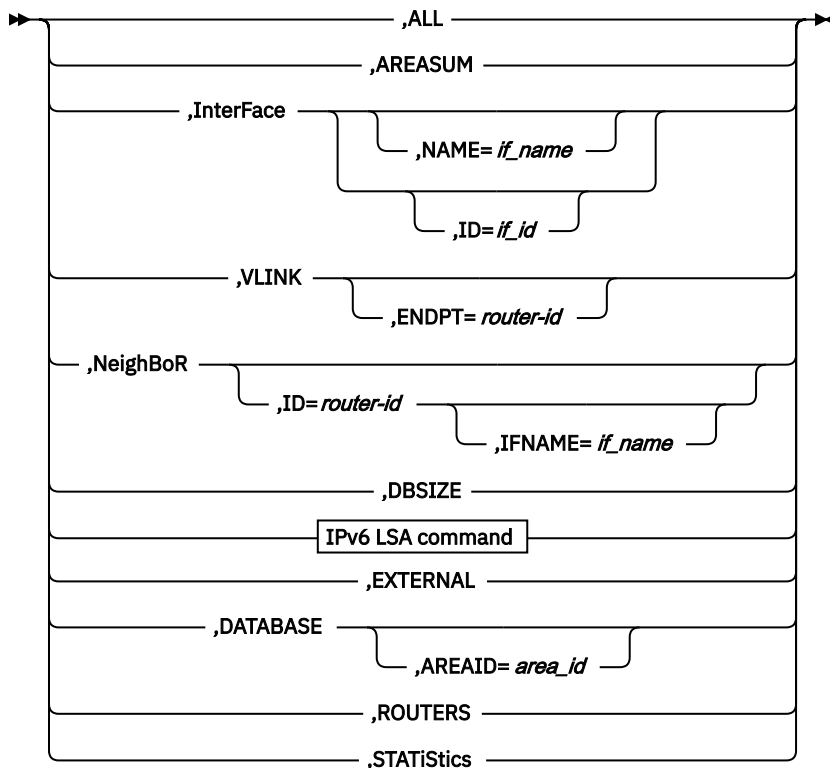 ,ALL
,AREASUM
,InterFace
,NAME= if_name
,ID= if_id
,VLINK
,ENDPT= router-id
,NeighBoR
,ID= router-id
,IFNAME= if_name
,DBSIZE
IPv6 LSA command
,EXTERNAL
,DATABASE
,AREAID= area_id
,ROUTERS
,STATiStics